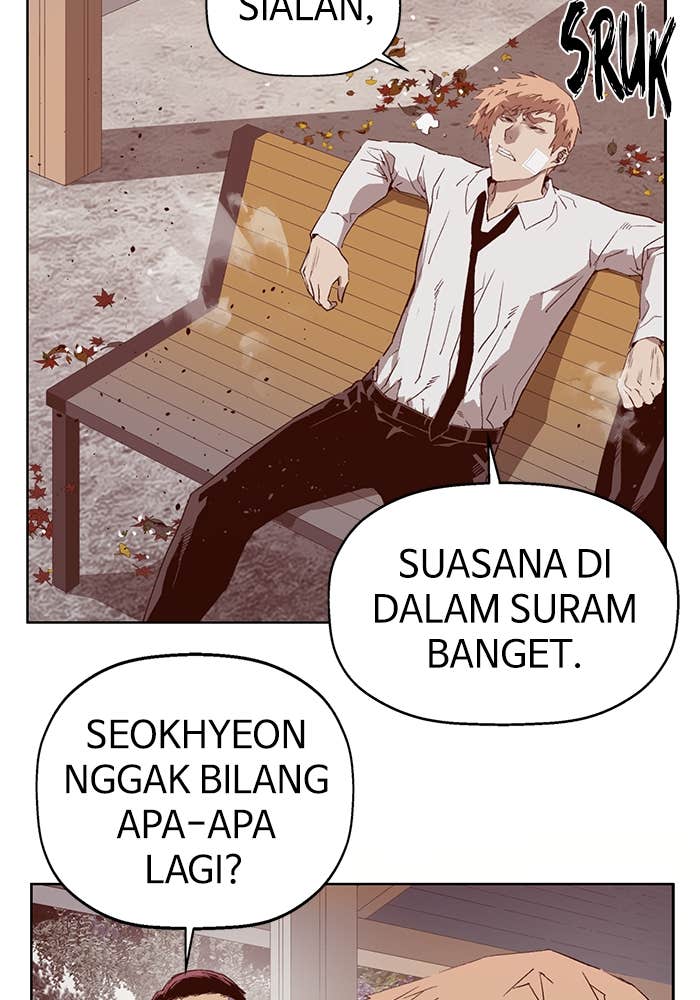 SIALAN,
SRUK
SUASANA DI
DALAM SURAM
BANGET.
SEOKHYEON
NGGAK BILANG
APA-APA
LAGI?